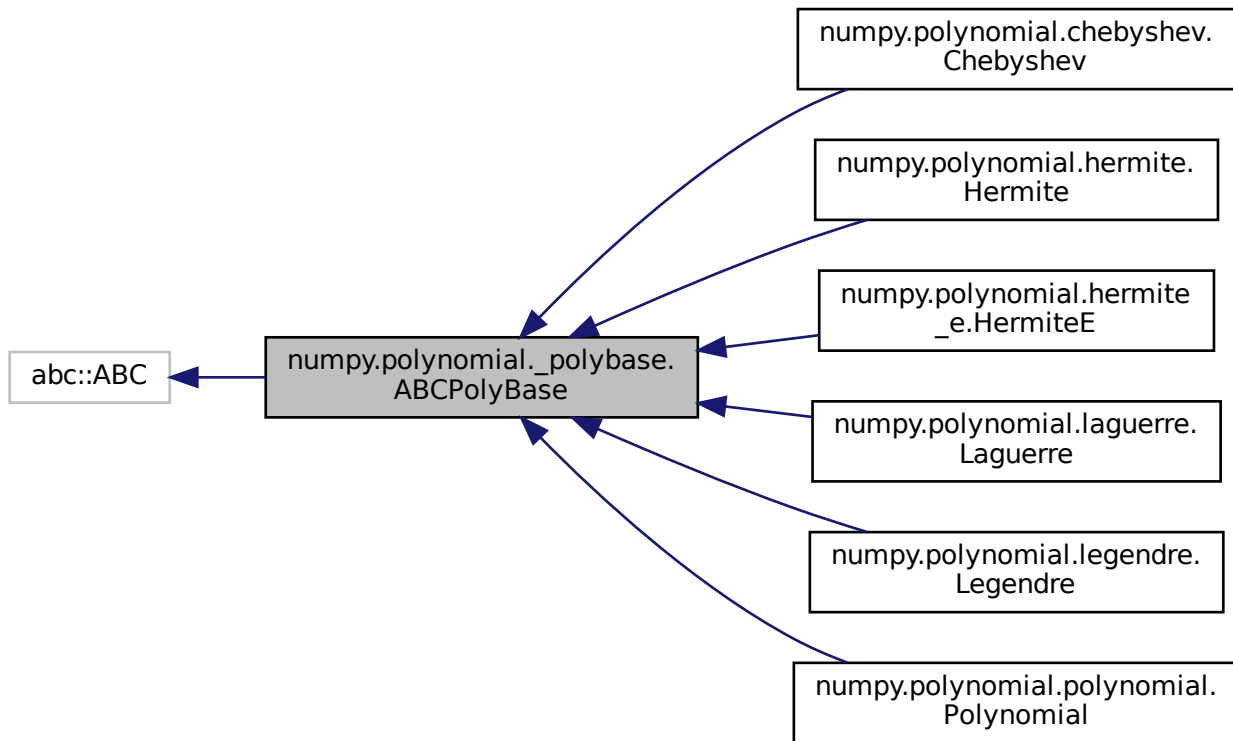 numpy.polynomial.chebyshev.
Chebyshev
numpy.polynomial.hermite.
Hermite
numpy.polynomial.hermite
_e.HermiteE
abc::ABC
numpy.polynomial._polybase.
ABCPolyBase
numpy.polynomial.laguerre.
Laguerre
numpy.polynomial.legendre.
Legendre
numpy.polynomial.polynomial.
Polynomial